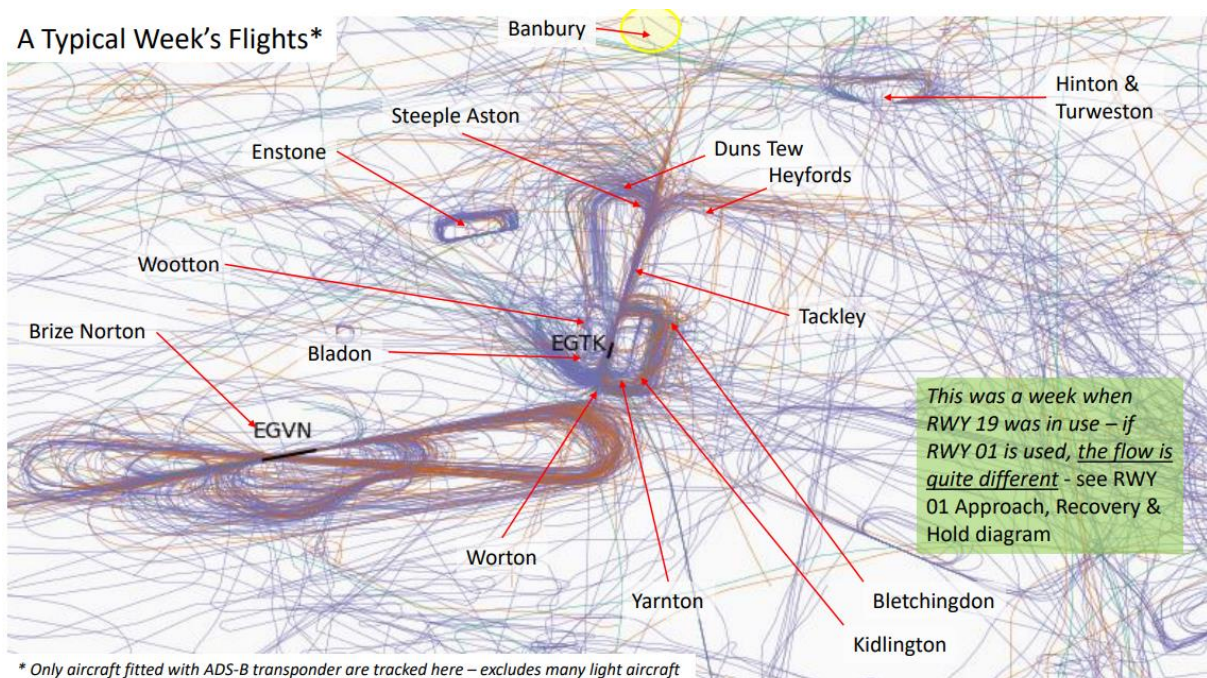 A Typical Week's Flights*
Banbury
Hinton &
Turweston
Steeple Aston
Duns Tew
Enstone
Heyfords
Wootton
Tackley
Brize Norton
Bladon
EGTK
EGVN
This was a week when
RWY 19 was in use – if
RWY 01 is used, the flow is
quite different - see RWY
01 Approach, Recovery &
Hold diagram
Worton
Yarnton
Bletchingdon
Kidlington
* Only aircraft fitted with ADS-B transponder are tracked here – excludes many light aircraft